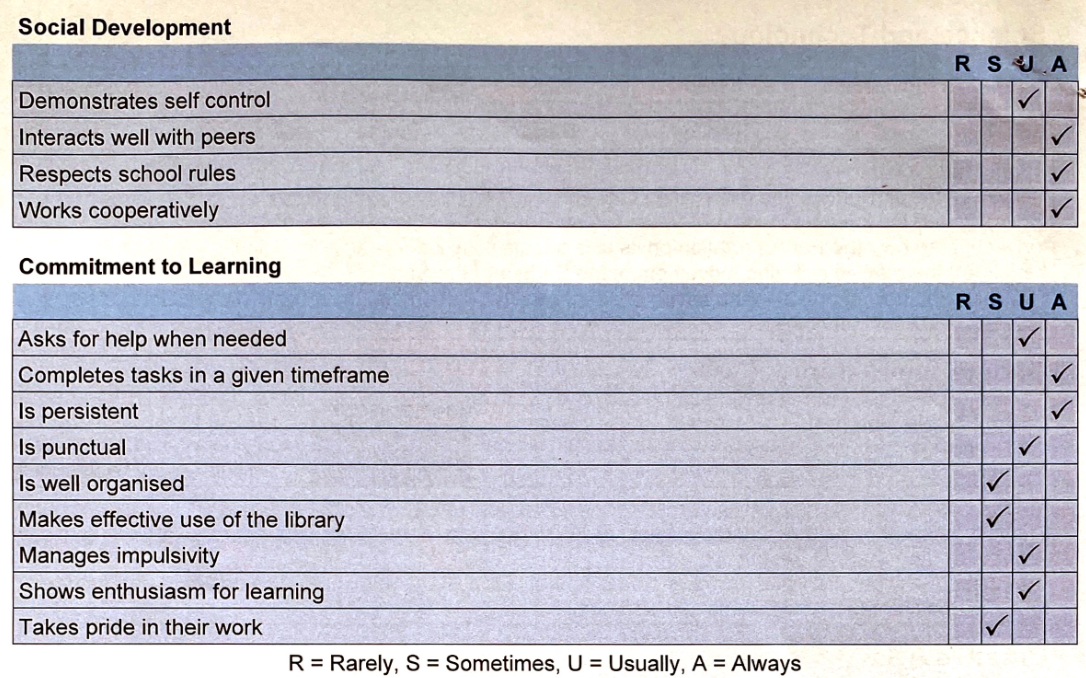 Social Development
R S U A
Demonstrates self control ✓
Interacts well with peers ✓
Respects school rules ✓
Works cooperatively ✓
Commitment to Learning
R S U A
Asks for help when needed ✓
Completes tasks in a given timeframe ✓
Is persistent ✓
Is punctual ✓
Is well organised ✓
Makes effective use of the library ✓
Manages impulsivity ✓
Shows enthusiasm for learning ✓
Takes pride in their work ✓
R = Rarely, S = Sometimes, U = Usually, A = Always